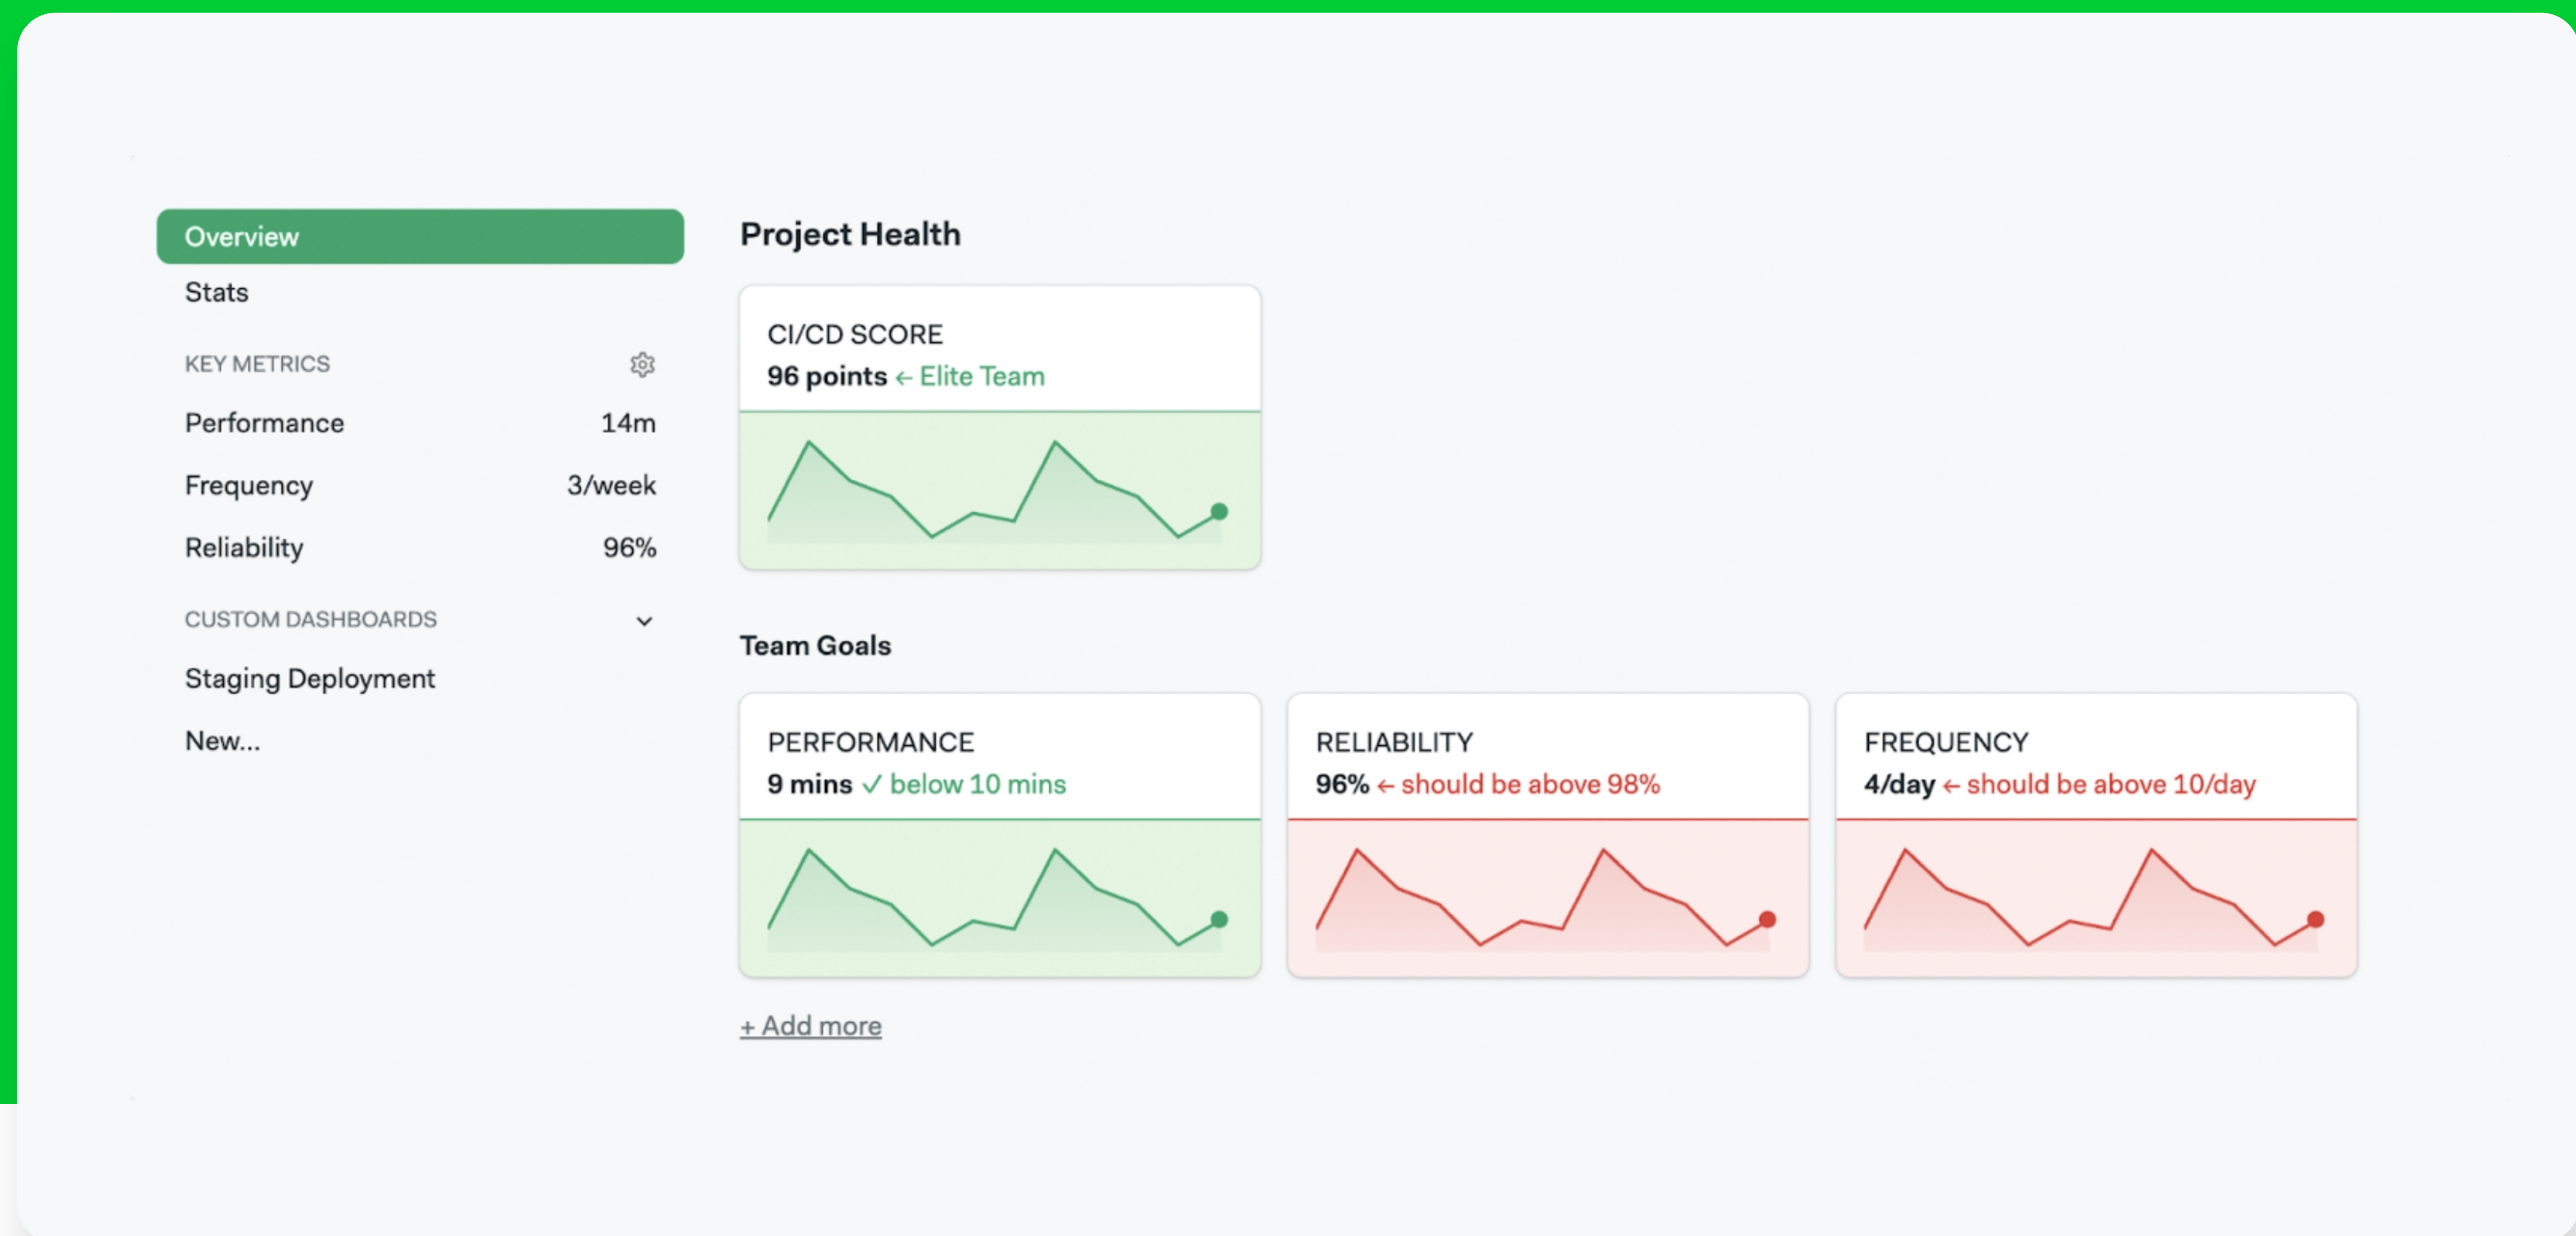 Overview
Stats
KEY METRICS
Performance 14m
Frequency 3/week
Reliability 96%
CUSTOM DASHBOARDS
Staging Deployment
New...
Project Health
CI/CD SCORE
96 points ← Elite Team
Team Goals
PERFORMANCE
9 mins ✓ below 10 mins
RELIABILITY
96% ← should be above 98%
FREQUENCY
4/day ← should be above 10/day
+ Add more